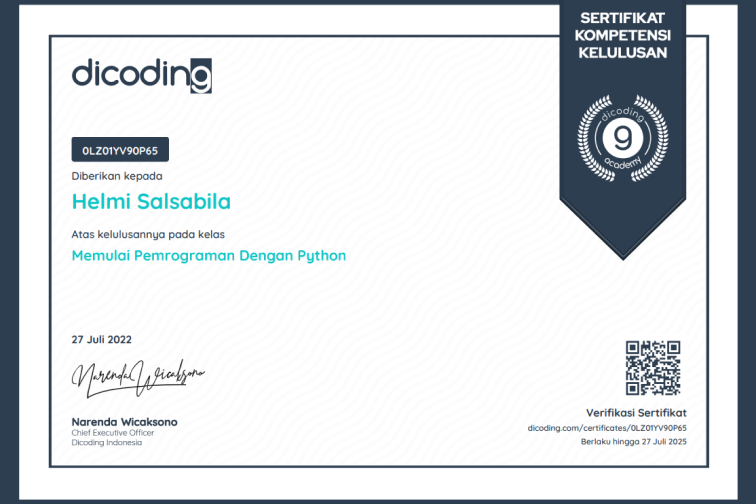 SERTIFIKAT
KOMPETENSI
KELULUSAN
dicoding
dicoding
9
academy
0LZ01YV90P65
Diberikan kepada
Helmi Salsabila
Atas kelulusannya pada kelas
Memulai Pemrograman Dengan Python
27 Juli 2022
Narenda Wicaksono
Narenda Wicaksono
Chief Executive Officer
Dicoding Indonesia
Verifikasi Sertifikat
dicoding.com/certificates/0LZ01YV90P65
Berlaku hingga 27 Juli 2025